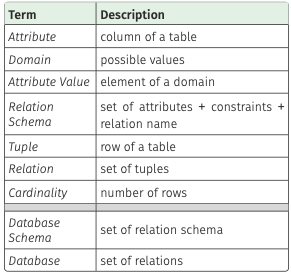 Term Description
Attribute column of a table
Domain possible values
Attribute Value element of a domain
Relation Schema set of attributes + constraints + relation name
Tuple row of a table
Relation set of tuples
Cardinality number of rows
Database Schema set of relation schema
Database set of relations